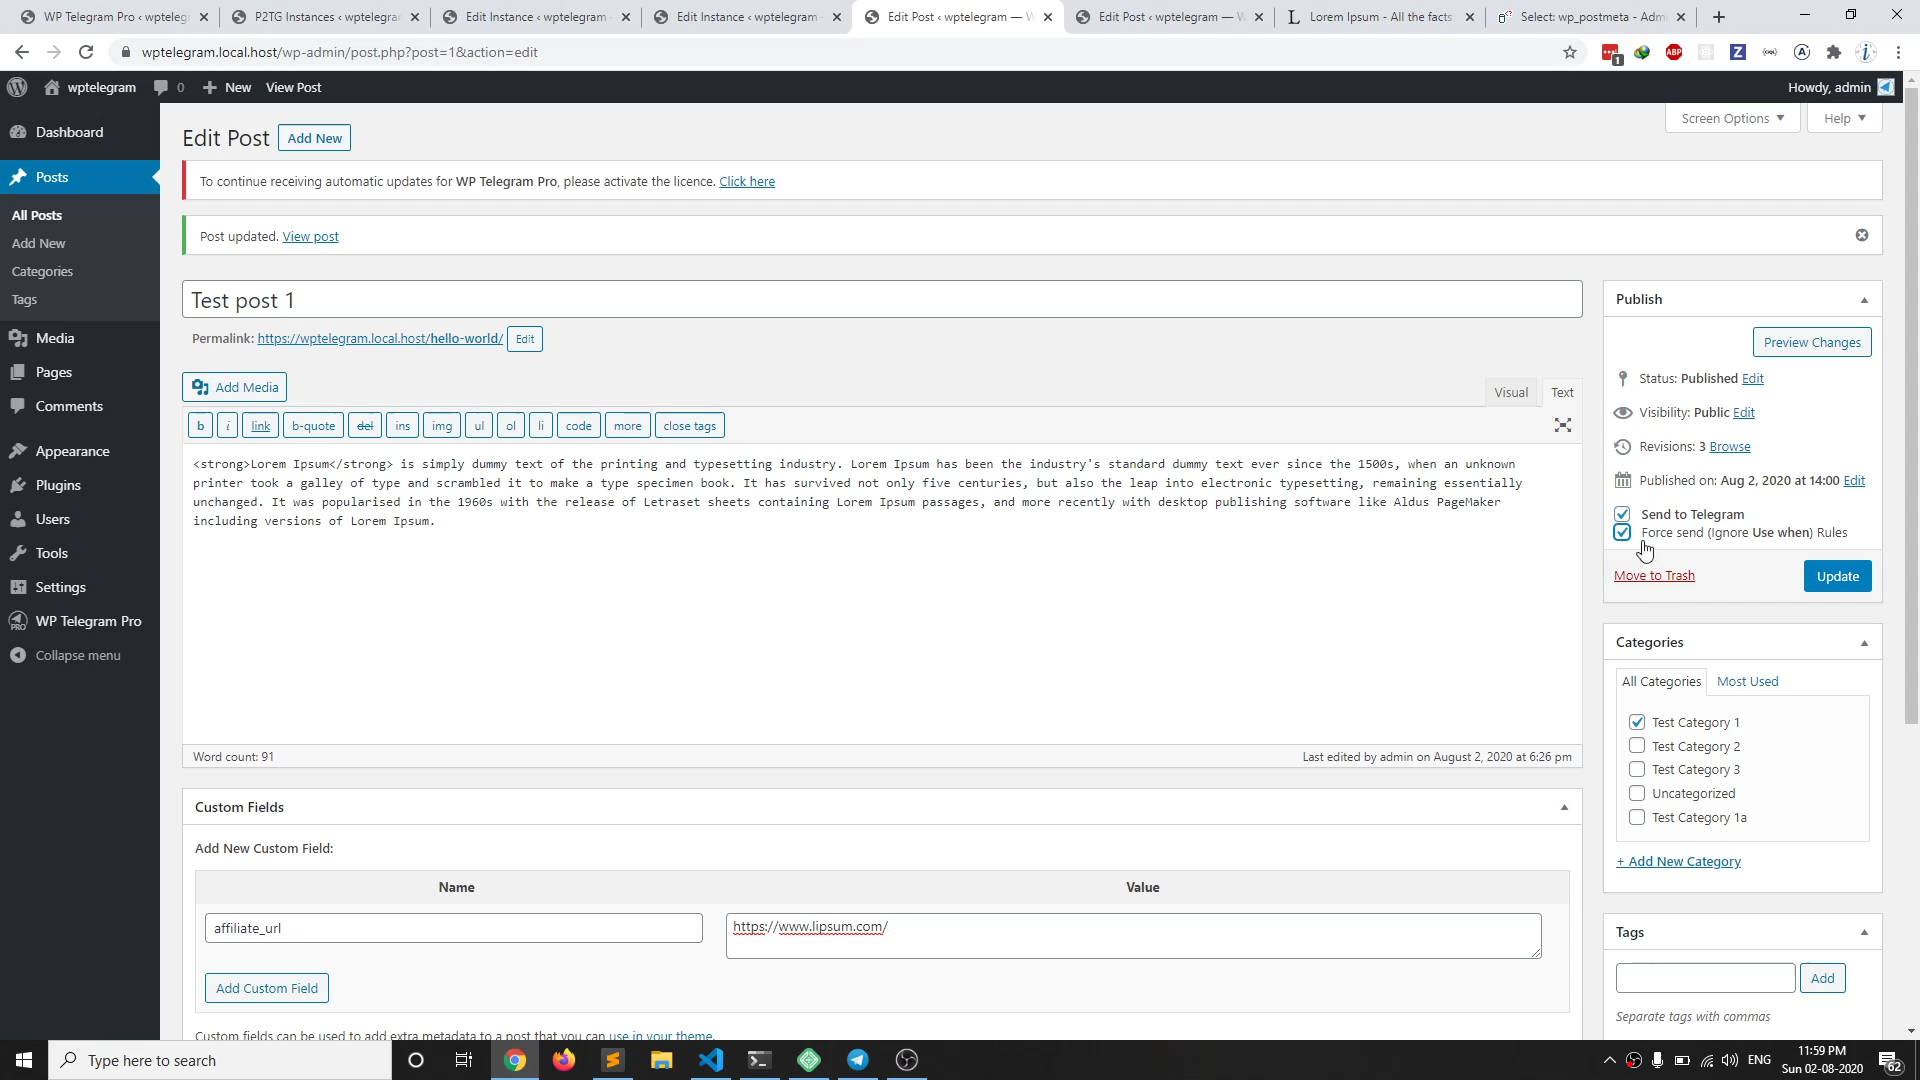 WP Telegram Pro ‹ wptelegr
P2TG Instances ‹ wptelegra
Edit Instance ‹ wptelegram
Edit Instance ‹ wptelegram
Edit Post ‹ wptelegram —
Edit Post ‹ wptelegram —
Lorem Ipsum - All the facts
Select: wp_postmeta - Adm
wptelegram.local.host/wp-admin/post.php?post=1&action=edit
ABP
1
wptelegram
0
New
View Post
Howdy, admin
Dashboard
Posts
All Posts
Add New
Categories
Tags
Media
Pages
Comments
Appearance
Plugins
Users
Tools
Settings
WP Telegram Pro
Collapse menu
Screen Options
Help
Edit Post
Add New
To continue receiving automatic updates for WP Telegram Pro, please activate the licence. Click here
Post updated. View post
Test post 1
Permalink: https://wptelegram.local.host/hello-world/ Edit
Add Media
Visual
Text
b
i
link
b-quote
del
ins
img
ul
ol
li
code
more
close tags
<strong>Lorem Ipsum</strong> is simply dummy text of the printing and typesetting industry. Lorem Ipsum has been the industry's standard dummy text ever since the 1500s, when an unknown
printer took a galley of type and scrambled it to make a type specimen book. It has survived not only five centuries, but also the leap into electronic typesetting, remaining essentially
unchanged. It was popularised in the 1960s with the release of Letraset sheets containing Lorem Ipsum passages, and more recently with desktop publishing software like Aldus PageMaker
including versions of Lorem Ipsum.
Word count: 91
Last edited by admin on August 2, 2020 at 6:26 pm
Custom Fields
Add New Custom Field:
Name
Value
affiliate_url
https://www.lipsum.com/
Add Custom Field
Custom fields can be used to add extra metadata to a post that you can use in your theme.
Publish
Preview Changes
Status: Published Edit
Visibility: Public Edit
Revisions: 3 Browse
Published on: Aug 2, 2020 at 14:00 Edit
Send to Telegram
Force send (Ignore Use when) Rules
Move to Trash
Update
Categories
All Categories
Most Used
Test Category 1
Test Category 2
Test Category 3
Uncategorized
Test Category 1a
+ Add New Category
Tags
Add
Separate tags with commas
Type here to search
ENG
11:59 PM
Sun 02-08-2020
62